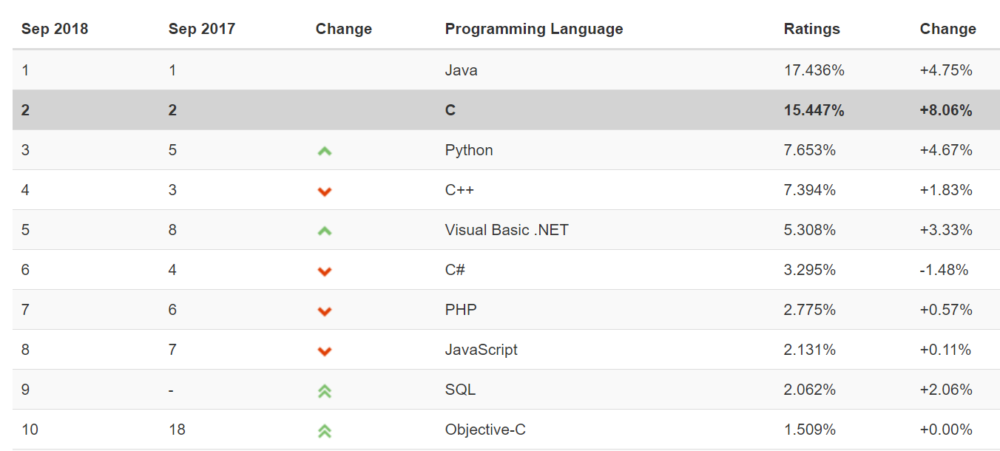 Sep 2018 Sep 2017 Change Programming Language Ratings Change
1 1 Java 17.436% +4.75%
2 2 C 15.447% +8.06%
3 5 Python 7.653% +4.67%
4 3 C++ 7.394% +1.83%
5 8 Visual Basic .NET 5.308% +3.33%
6 4 C# 3.295% -1.48%
7 6 PHP 2.775% +0.57%
8 7 JavaScript 2.131% +0.11%
9 - SQL 2.062% +2.06%
10 18 Objective-C 1.509% +0.00%